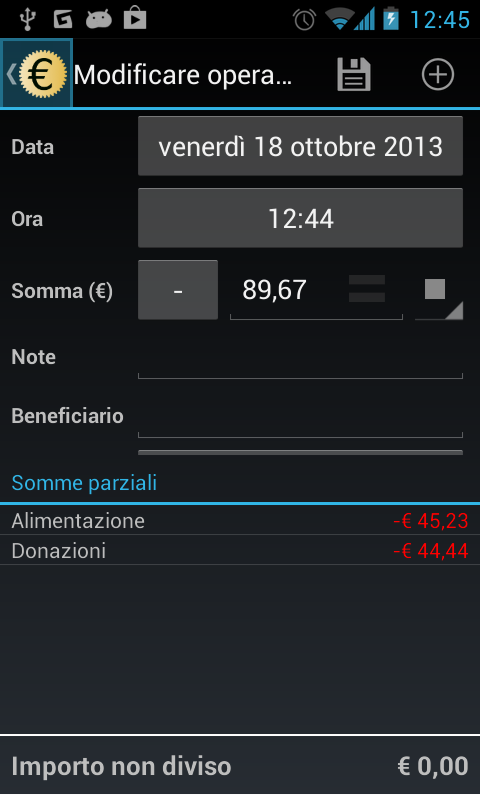 12:45
€ Modificare opera...
Data venerdì 18 ottobre 2013
Ora 12:44
Somma (€) - 89,67
Note
Beneficiario
Somme parziali
Alimentazione -€ 45,23
Donazioni -€ 44,44
Importo non diviso € 0,00